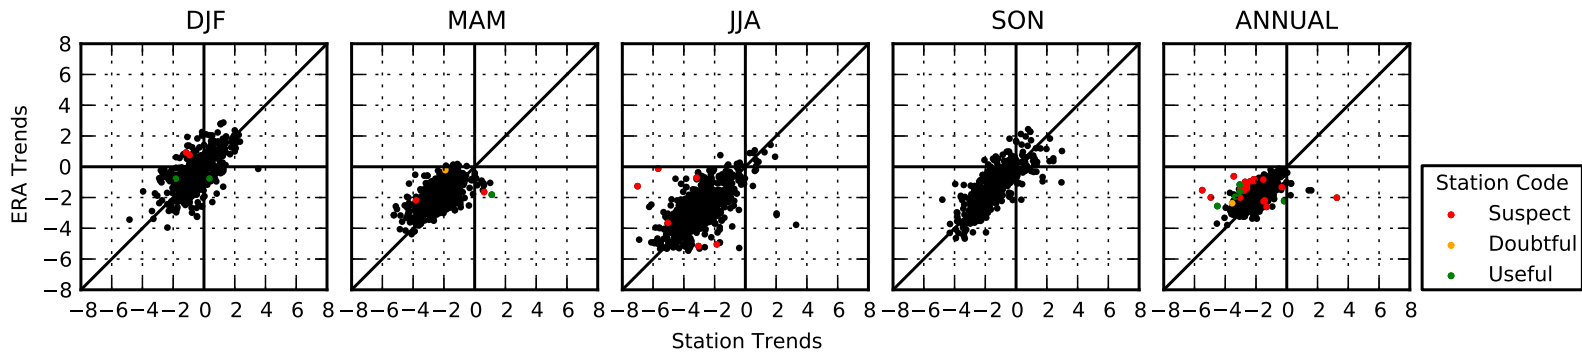 DJF MAM JJA SON ANNUAL
ERA Trends
8
6
4
2
0
−2
−4
−6
−8
−8 −6 −4 −2 0 2 4 6 8 −8 −6 −4 −2 0 2 4 6 8 −8 −6 −4 −2 0 2 4 6 8 −8 −6 −4 −2 0 2 4 6 8 −8 −6 −4 −2 0 2 4 6 8
Station Trends
Station Code
Suspect
Doubtful
Useful